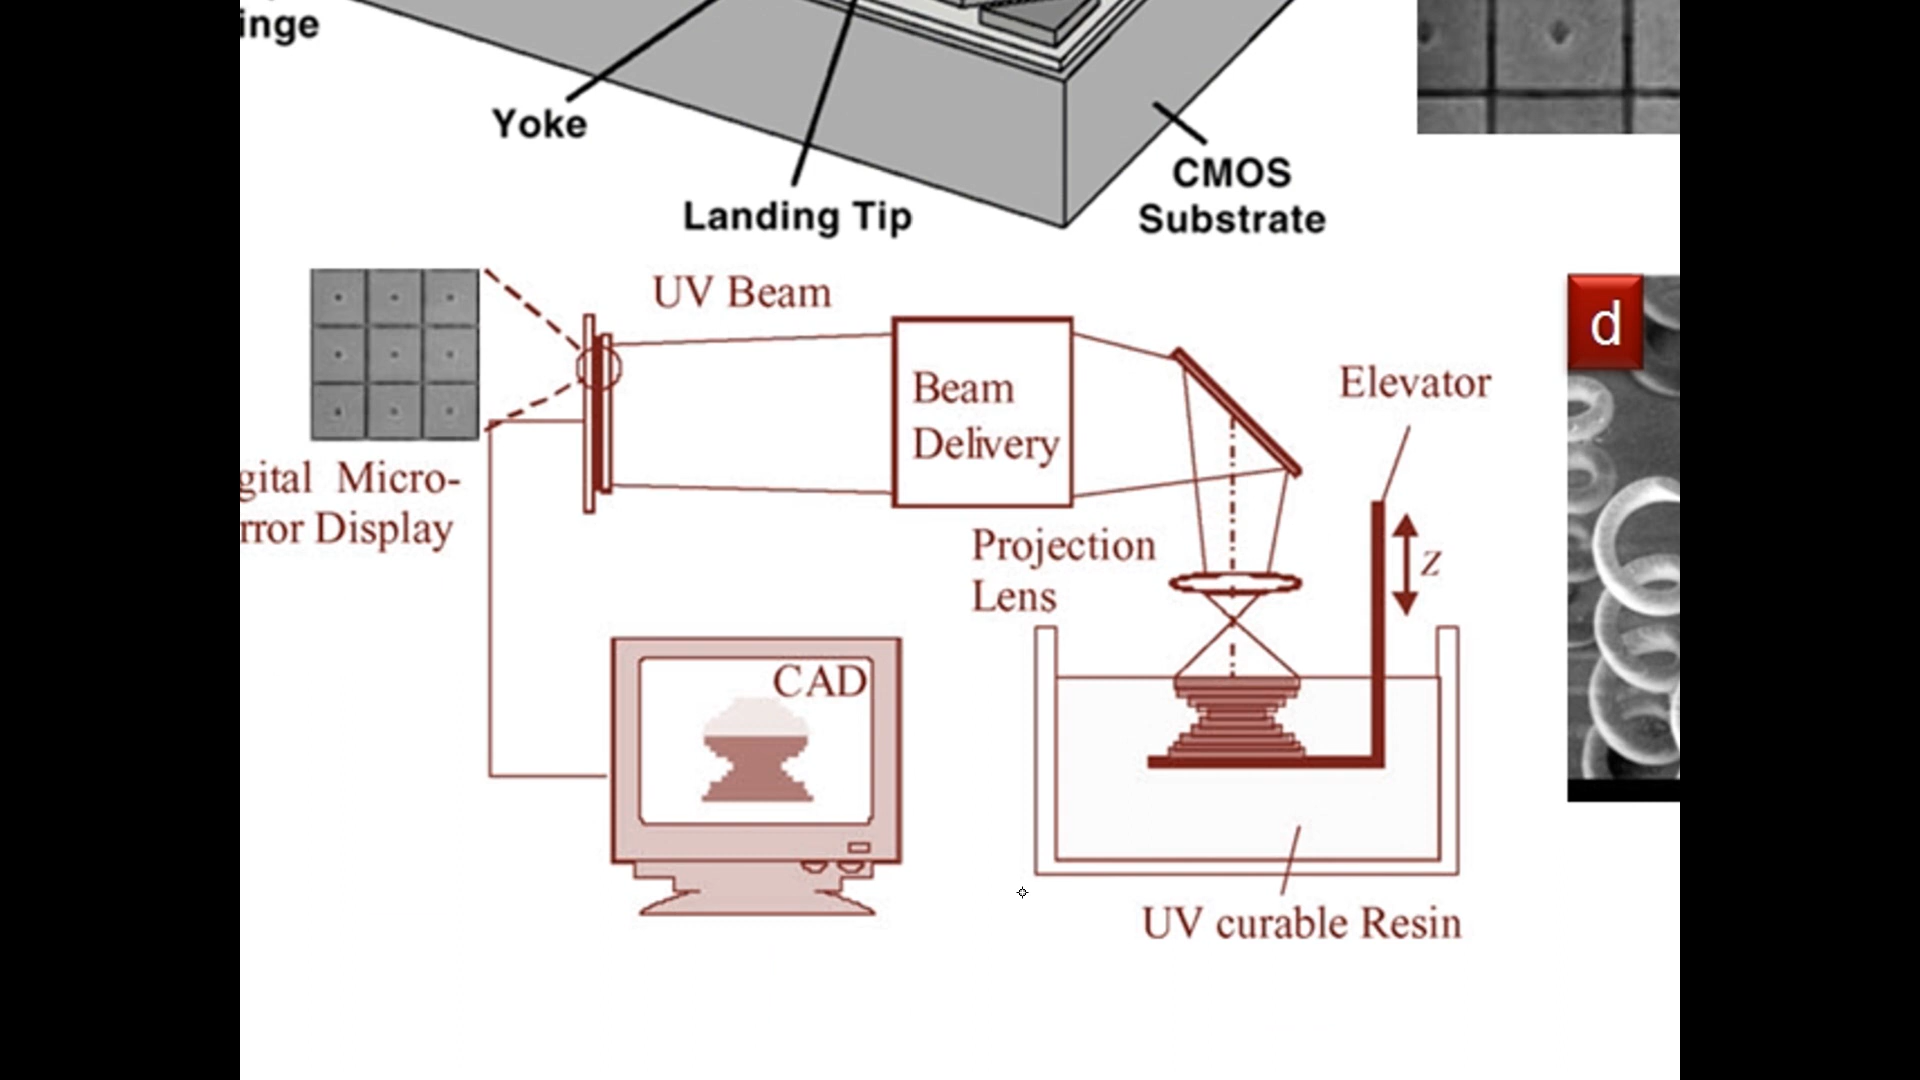 inge
Yoke
Landing Tip
CMOS
Substrate
UV Beam
d
Beam
Delivery
Elevator
gital Micro-
rror Display
Projection
Lens
z
CAD
UV curable Resin